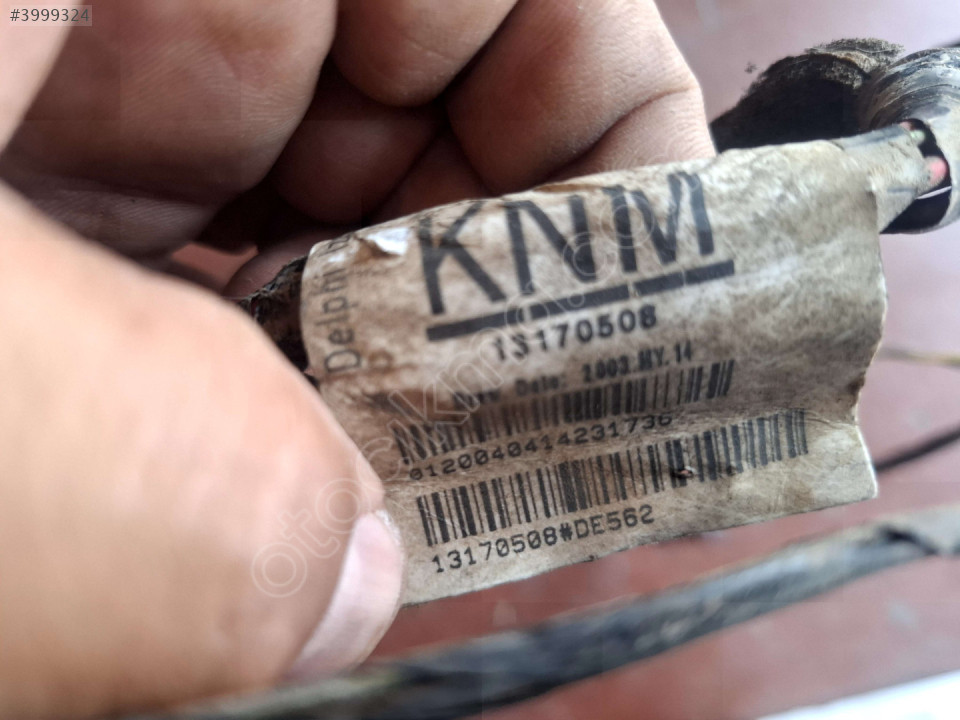 #3999324
Delphi
KNM
13170508
Date: 2003.MY.14
0120040414231736
13170508#DE562